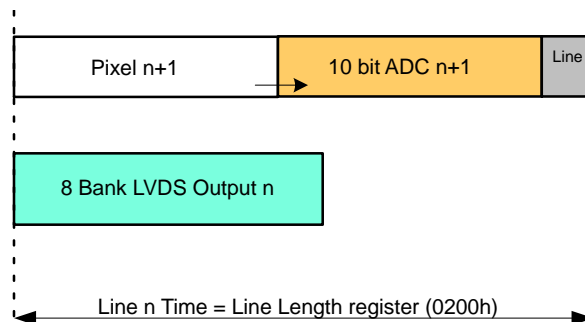 Pixel n+1
10 bit ADC n+1
Line
8 Bank LVDS Output n
Line n Time = Line Length register (0200h)